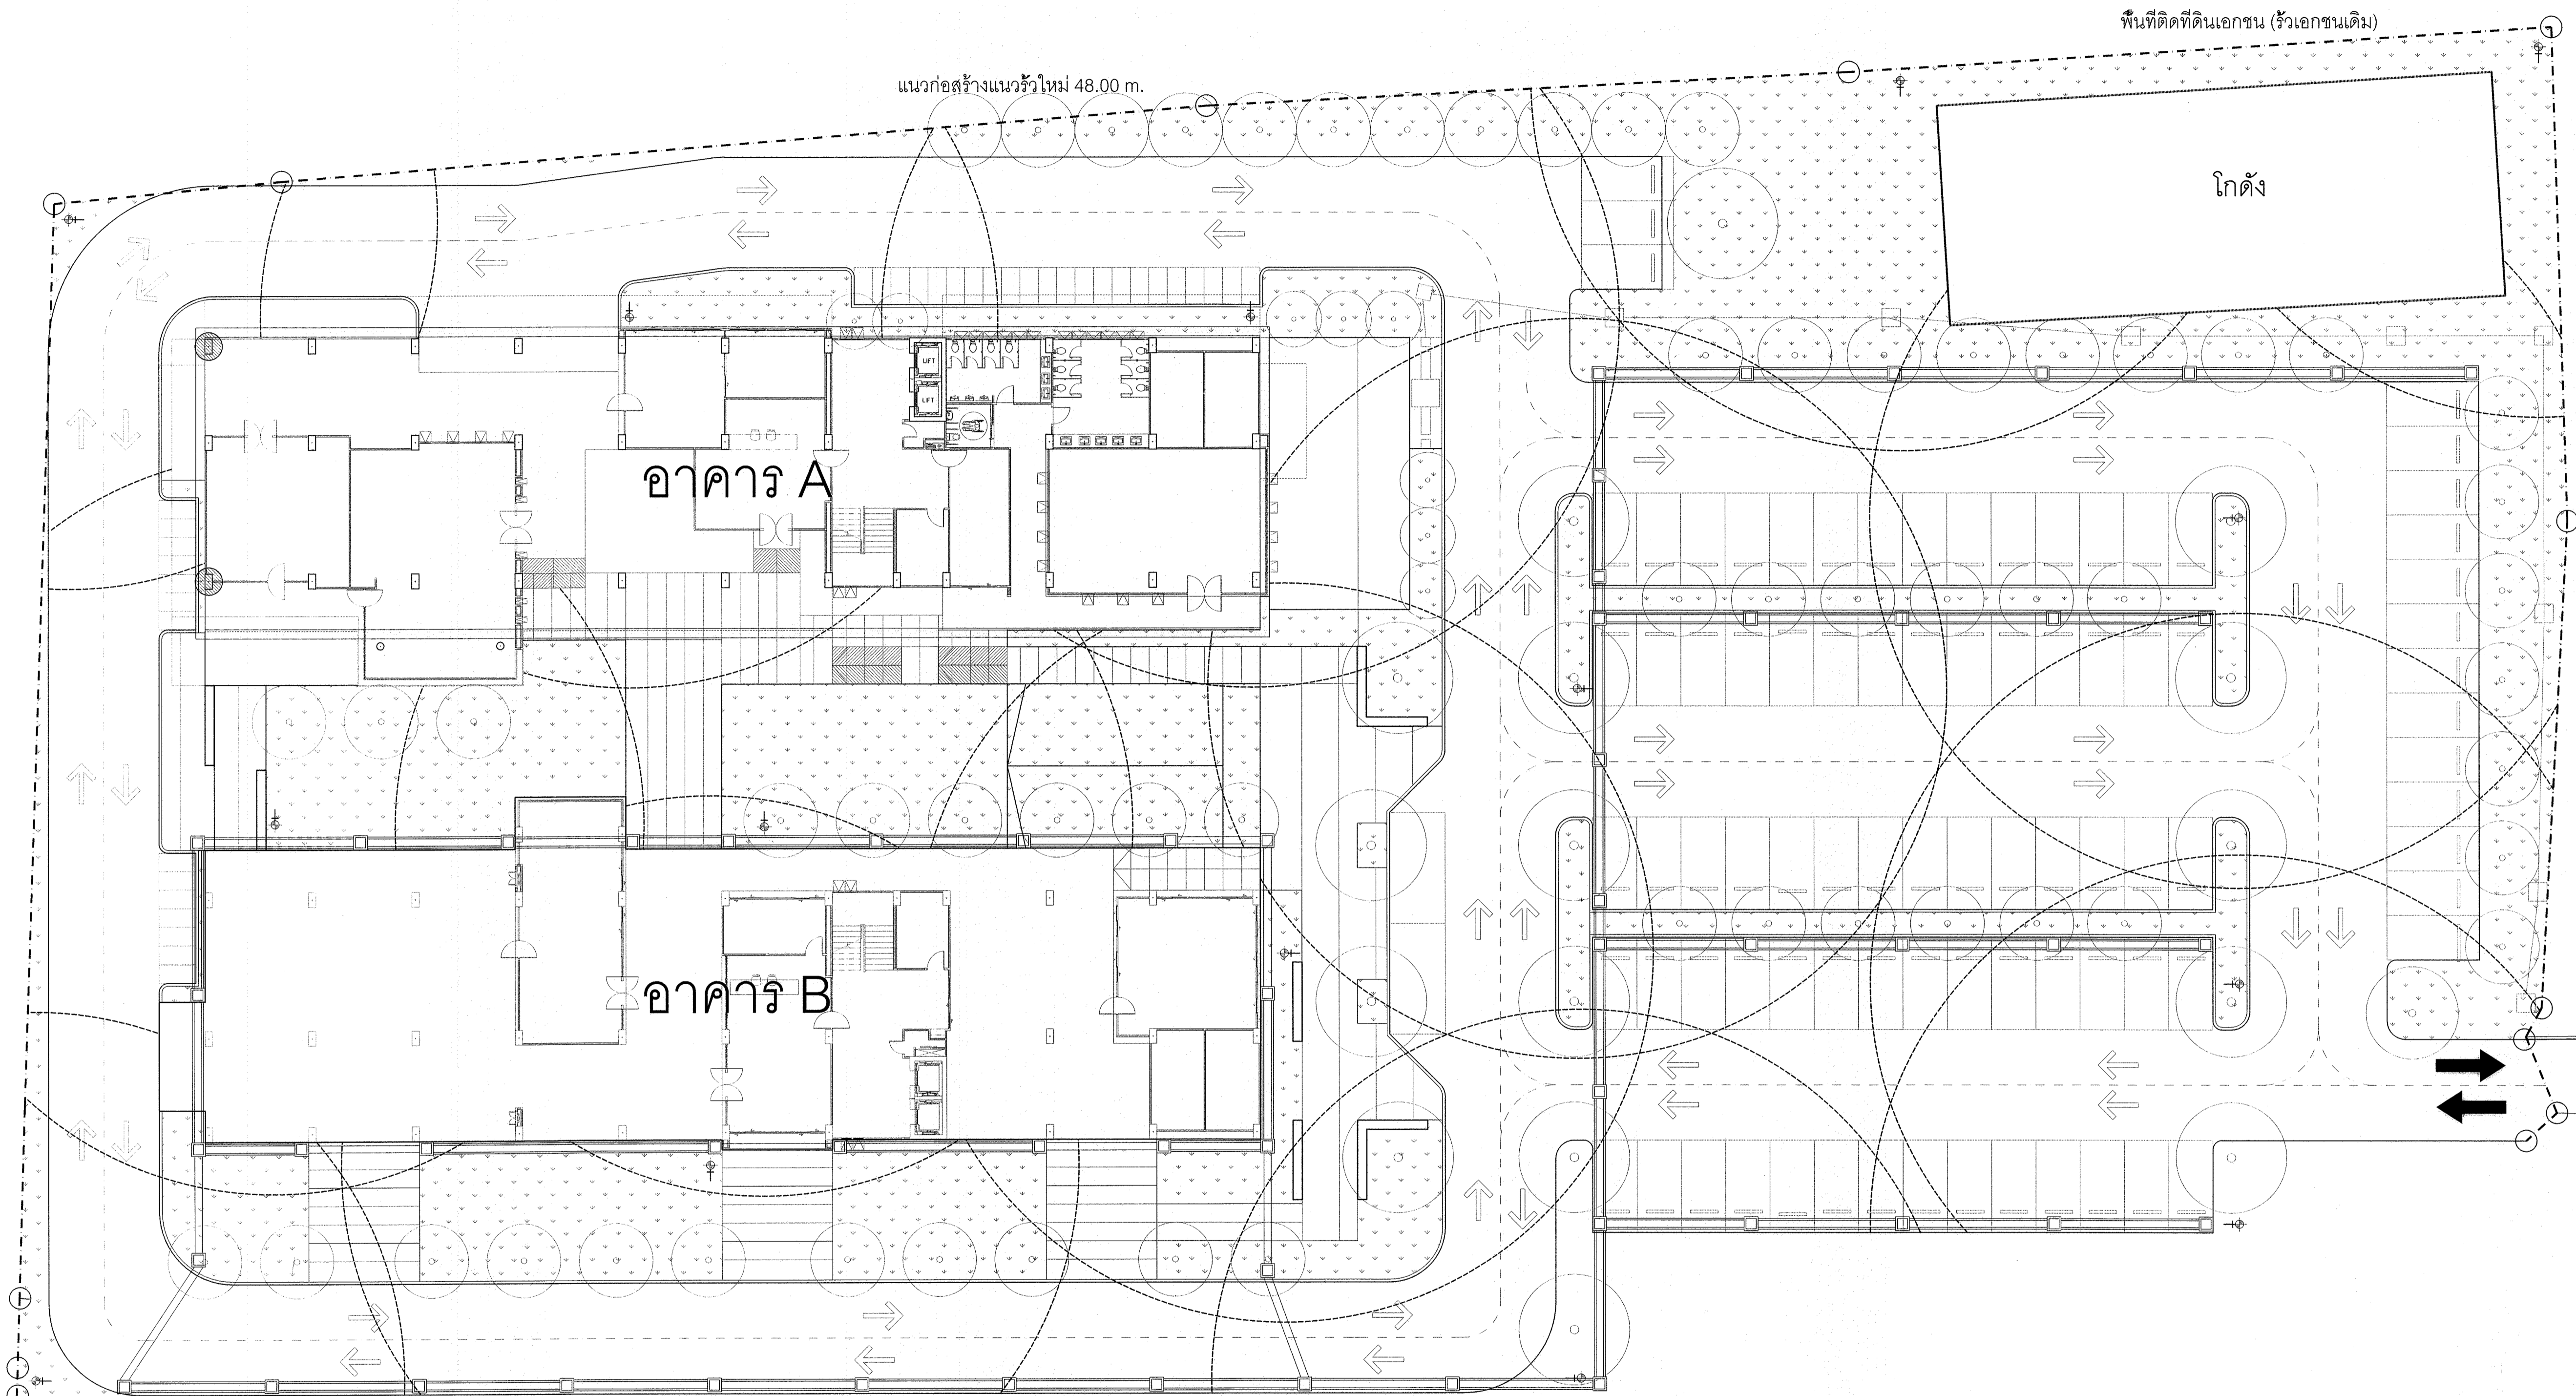 พื้นที่ติดที่ดินเอกชน (รั้วเอกชนเดิม)
แนวก่อสร้างแนวรั้วใหม่ 48.00 m.
โกดัง
LIFT
LIFT
อาคาร A
อาคาร B